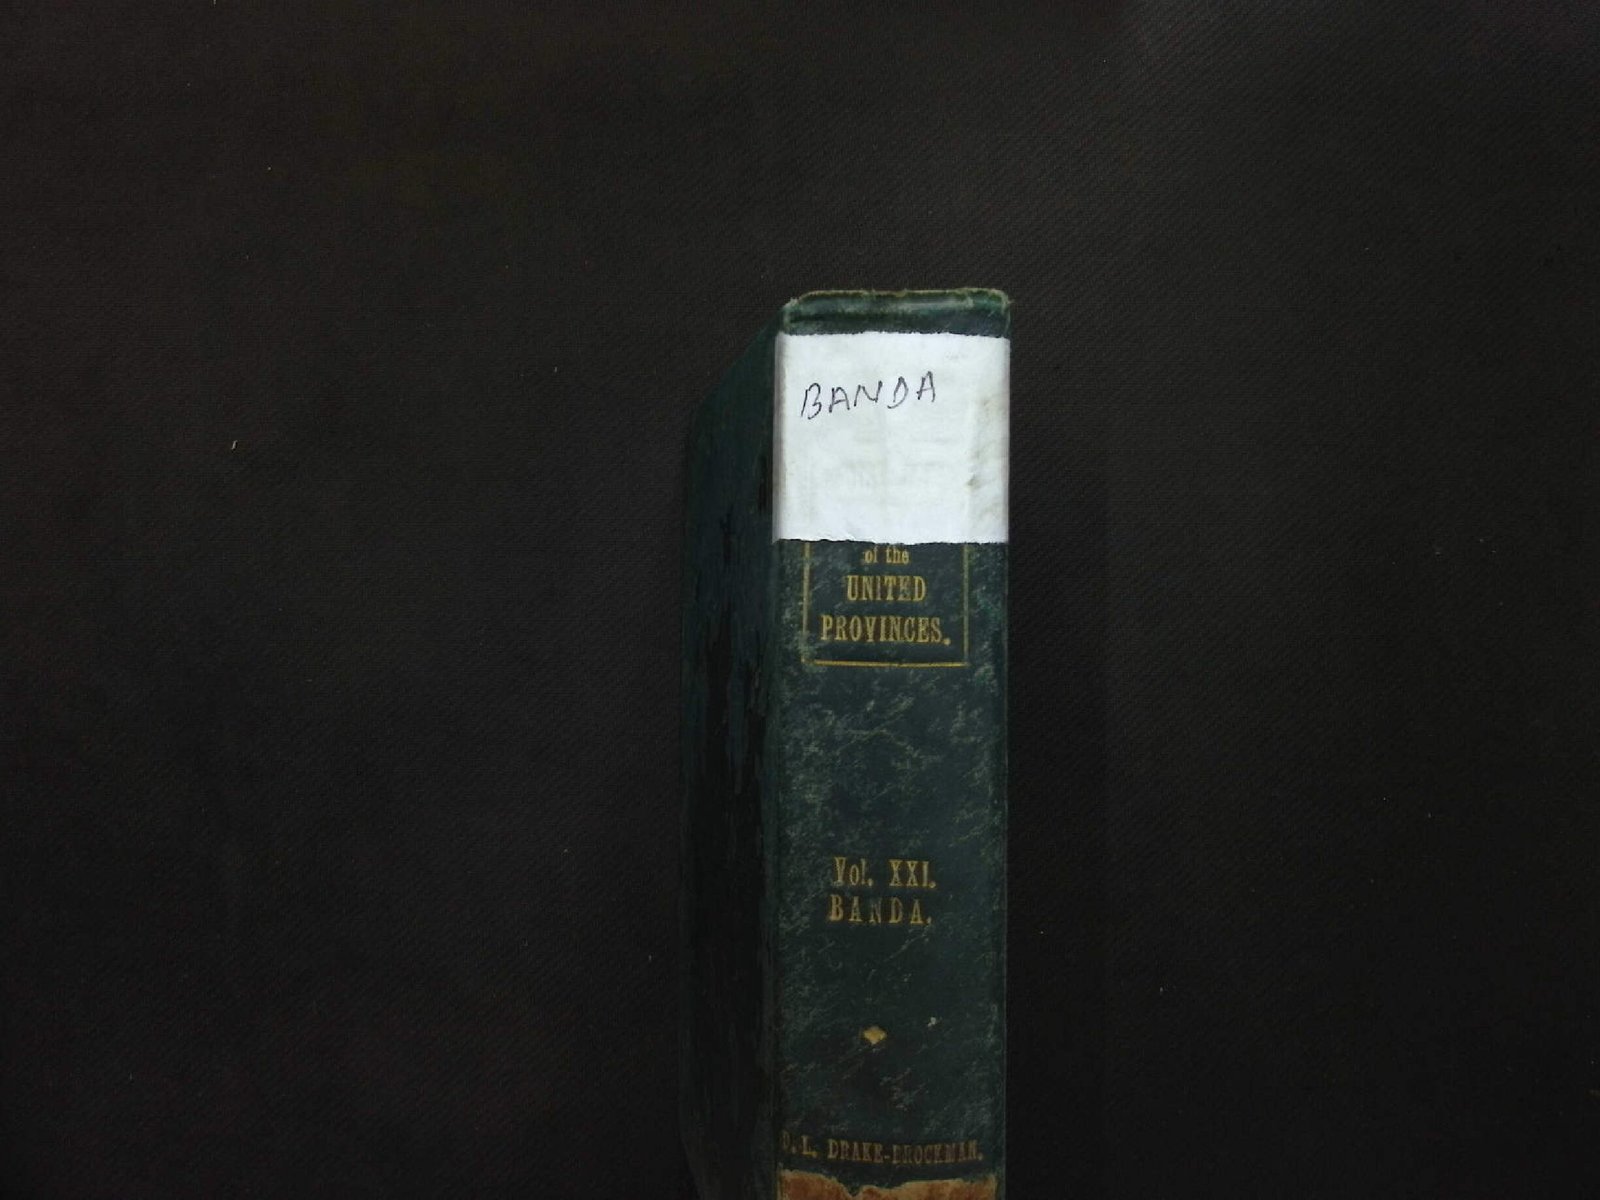 BANDA
of the
UNITED
PROVINCES.
Vol. XXI.
BANDA.
D. L. DRAKE-BROCKMAN.